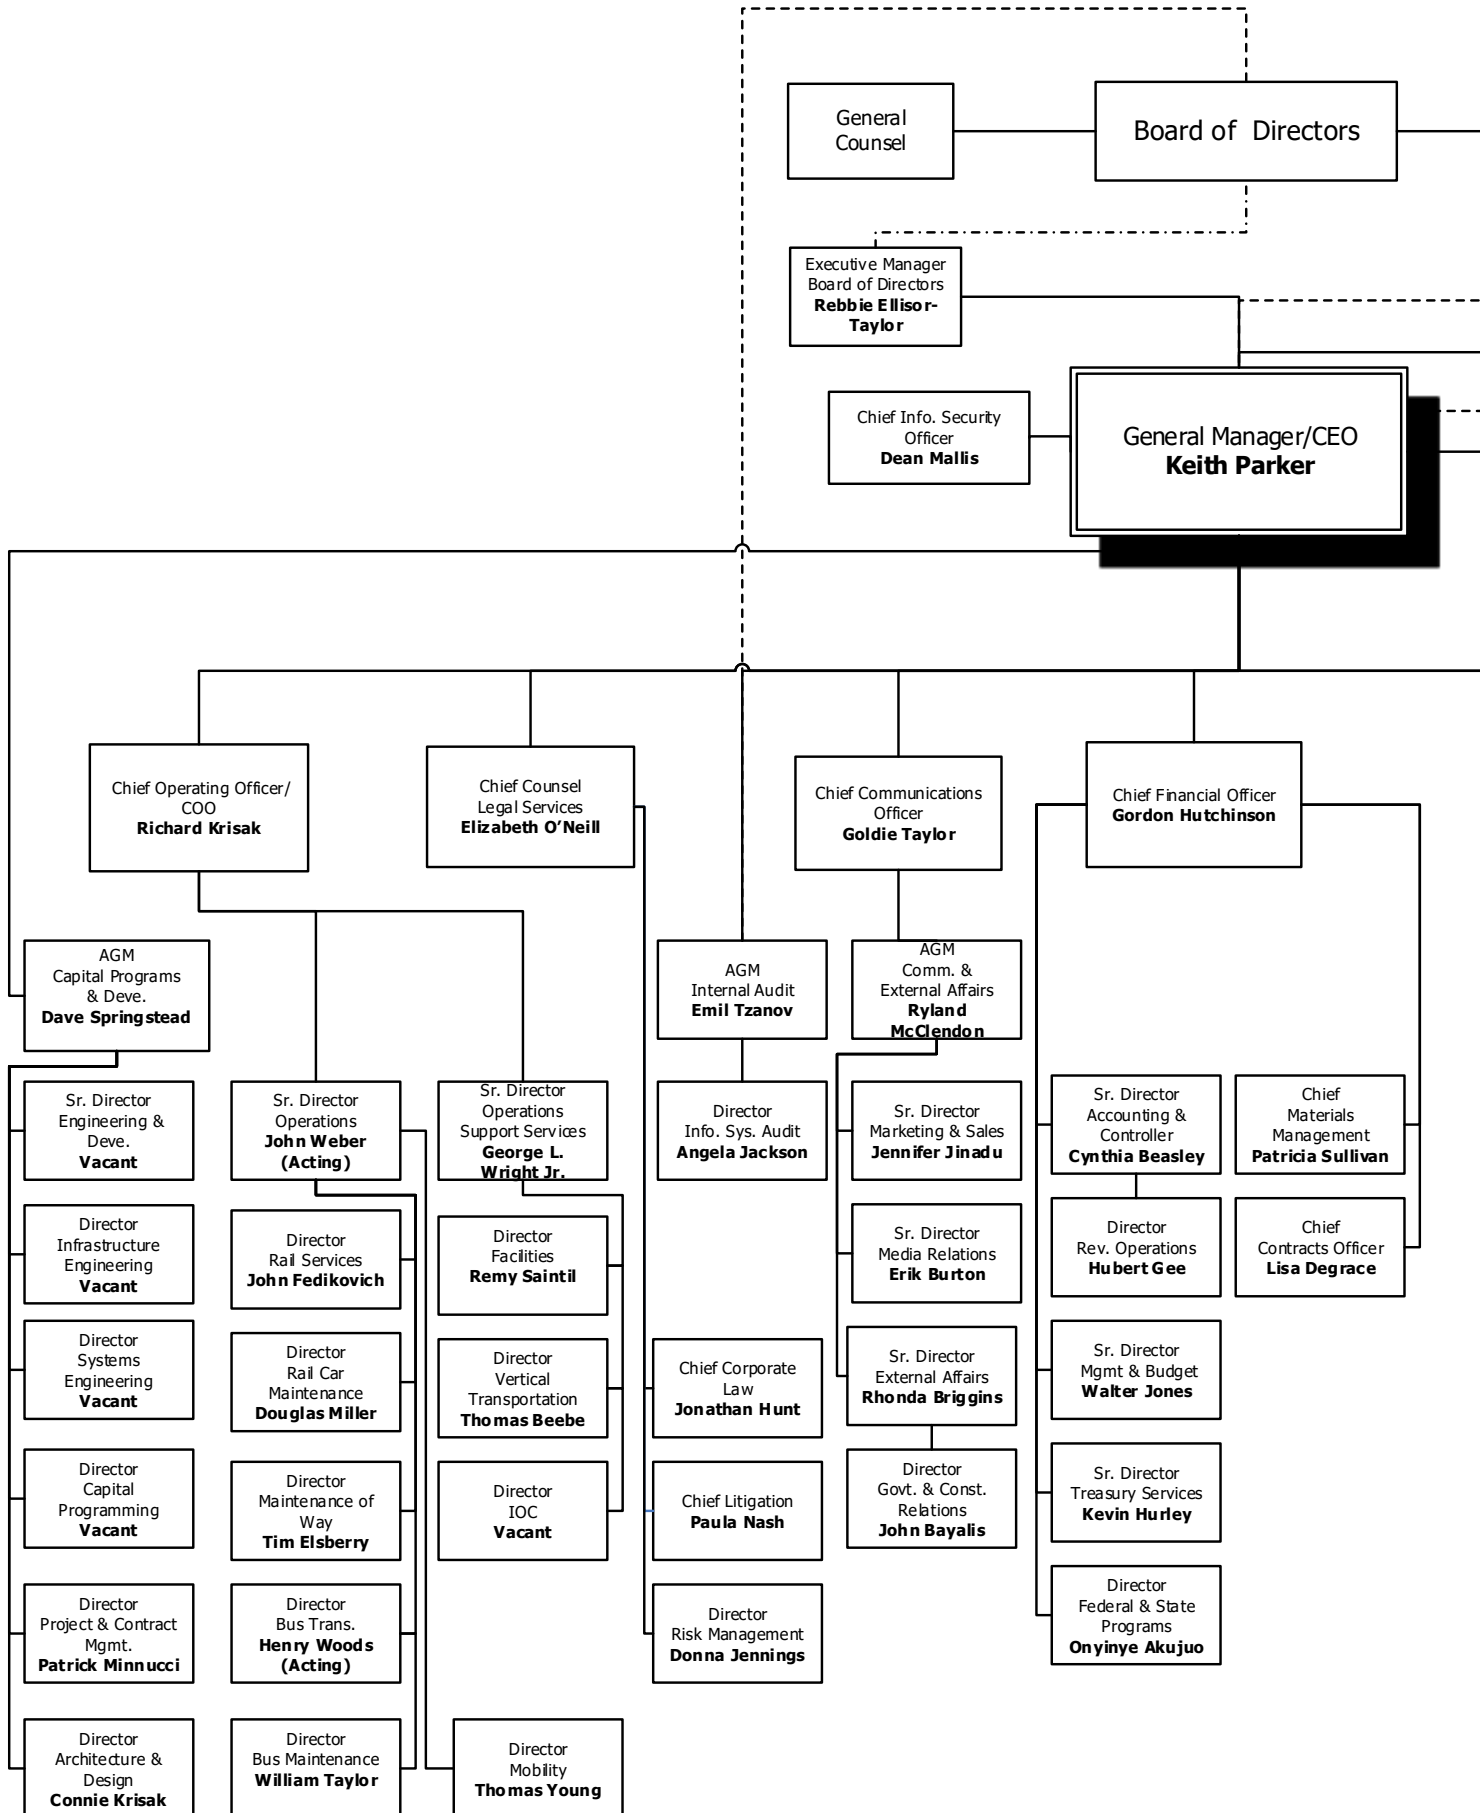 General
Counsel
Board of Directors
Executive Manager
Board of Directors
Rebbie Ellisor-
Taylor
Chief Info. Security
Officer
Dean Mallis
General Manager/CEO
Keith Parker
Chief Operating Officer/
COO
Richard Krisak
Chief Counsel
Legal Services
Elizabeth O’Neill
Chief Communications
Officer
Goldie Taylor
Chief Financial Officer
Gordon Hutchinson
AGM
Capital Programs
& Deve.
Dave Springstead
AGM
Internal Audit
Emil Tzanov
AGM
Comm. &
External Affairs
Ryland
McClendon
Sr. Director
Engineering &
Deve.
Vacant
Sr. Director
Operations
John Weber
(Acting)
Sr. Director
Operations
Support Services
George L.
Wright Jr.
Director
Info. Sys. Audit
Angela Jackson
Sr. Director
Marketing & Sales
Jennifer Jinadu
Sr. Director
Accounting &
Controller
Cynthia Beasley
Chief
Materials
Management
Patricia Sullivan
Director
Infrastructure
Engineering
Vacant
Director
Rail Services
John Fedikovich
Director
Facilities
Remy Saintil
Sr. Director
Media Relations
Erik Burton
Director
Rev. Operations
Hubert Gee
Chief
Contracts Officer
Lisa Degrace
Director
Systems
Engineering
Vacant
Director
Rail Car
Maintenance
Douglas Miller
Director
Vertical
Transportation
Thomas Beebe
Chief Corporate
Law
Jonathan Hunt
Sr. Director
External Affairs
Rhonda Briggins
Sr. Director
Mgmt & Budget
Walter Jones
Director
Capital
Programming
Vacant
Director
Maintenance of
Way
Tim Elsberry
Director
IOC
Vacant
Chief Litigation
Paula Nash
Director
Govt. & Const.
Relations
John Bayalis
Sr. Director
Treasury Services
Kevin Hurley
Director
Project & Contract
Mgmt.
Patrick Minnucci
Director
Bus Trans.
Henry Woods
(Acting)
Director
Risk Management
Donna Jennings
Director
Federal & State
Programs
Onyinye Akujuo
Director
Architecture &
Design
Connie Krisak
Director
Bus Maintenance
William Taylor
Director
Mobility
Thomas Young